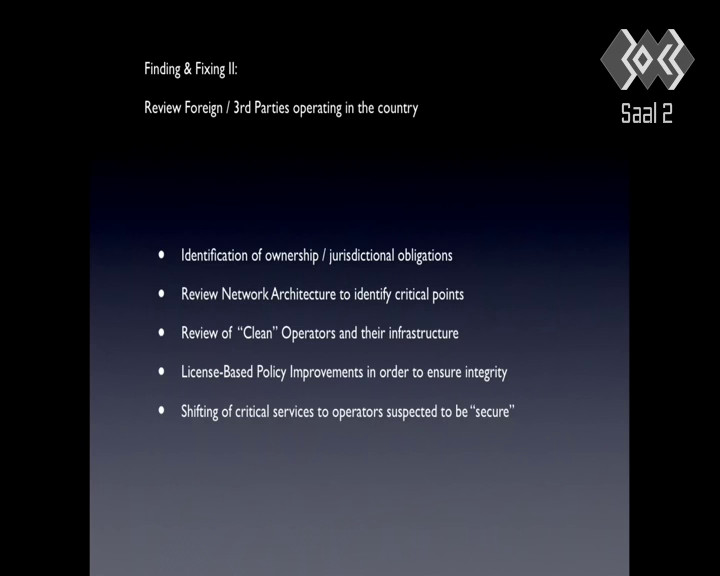 Finding & Fixing II:
Review Foreign / 3rd Parties operating in the country
Saal 2
• Identification of ownership / jurisdictional obligations
• Review Network Architecture to identify critical points
• Review of “Clean” Operators and their infrastructure
• License-Based Policy Improvements in order to ensure integrity
• Shifting of critical services to operators suspected to be “secure”